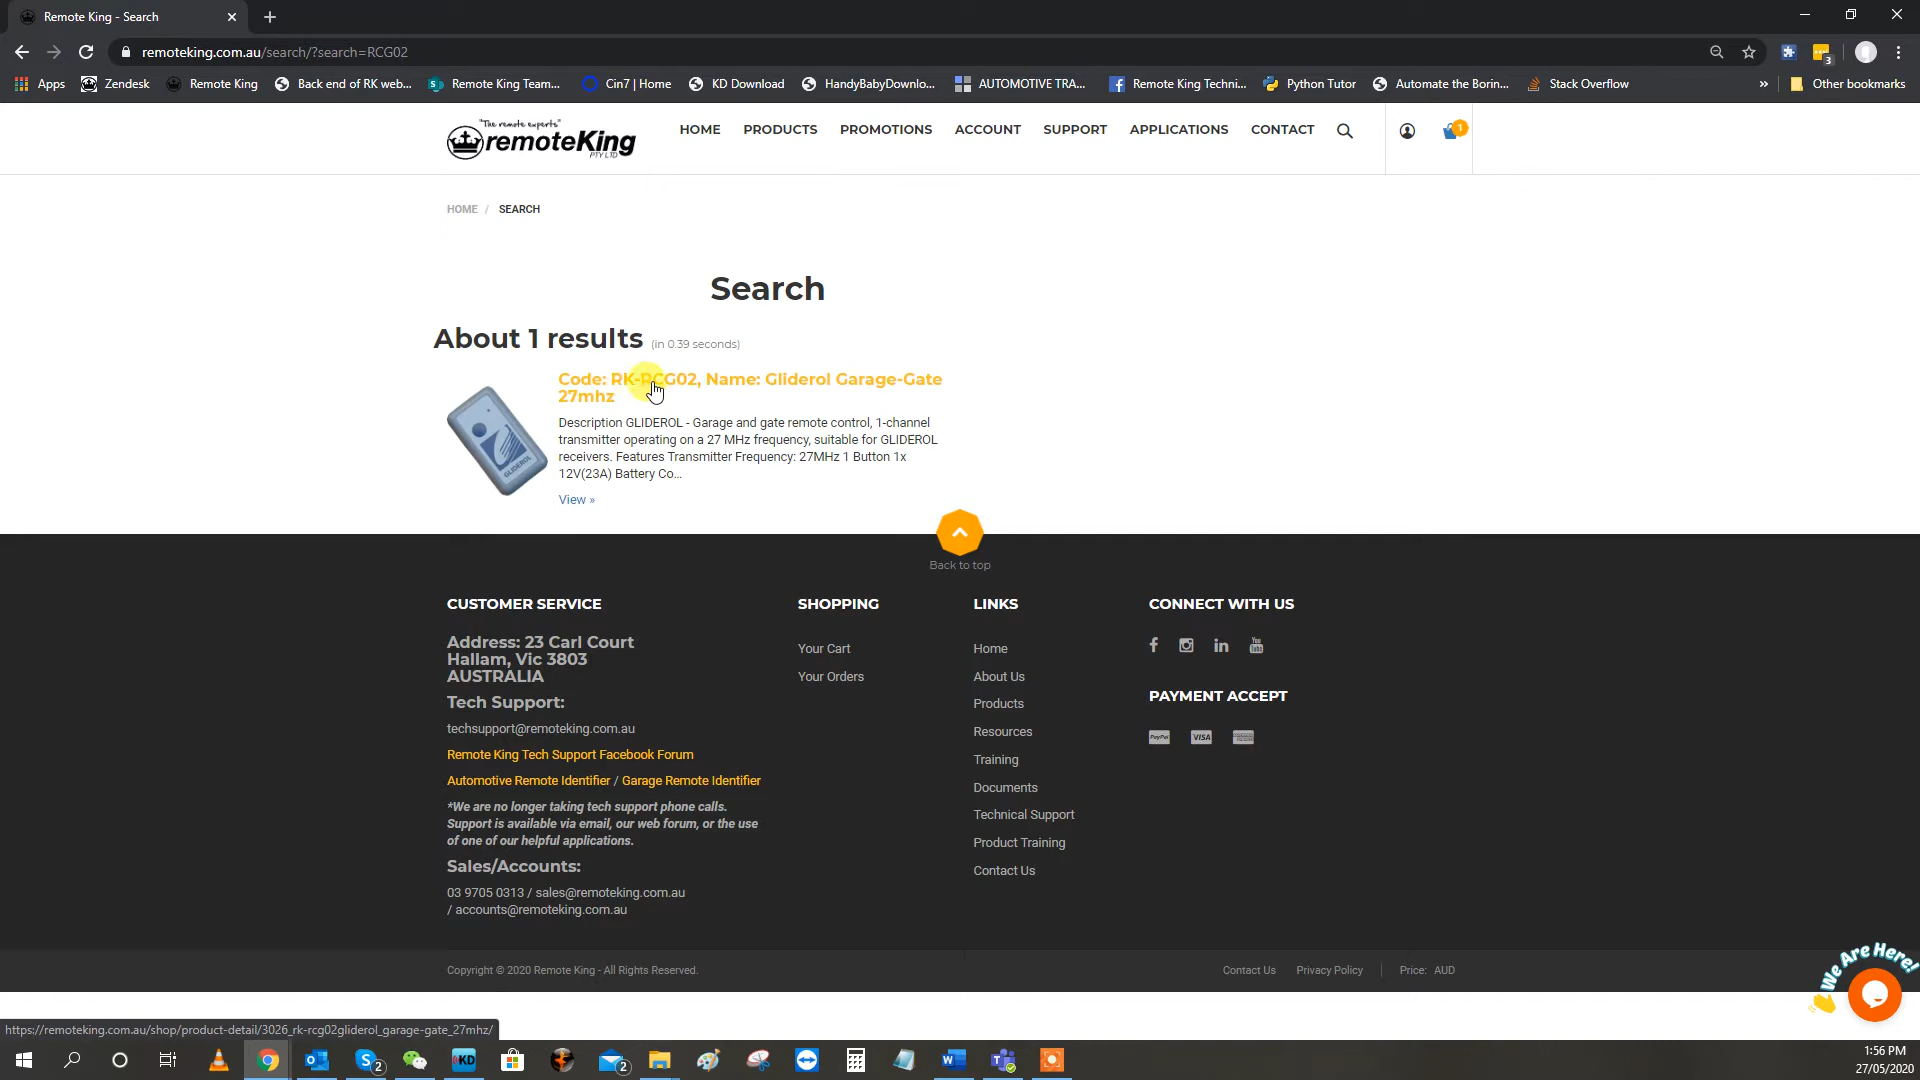 Remote King - Search
remoteking.com.au/search/?search=RCG02
3
Apps
Zendesk
Remote King
Back end of RK web...
Remote King Team...
Cin7 | Home
KD Download
HandyBabyDownlo...
AUTOMOTIVE TRA...
Remote King Techni...
Python Tutor
Automate the Borin...
Stack Overflow
»
Other bookmarks
"The remote experts"
remoteKing
PTY LTD
HOME
PRODUCTS
PROMOTIONS
ACCOUNT
SUPPORT
APPLICATIONS
CONTACT
1
HOME / SEARCH
Search
About 1 results (in 0.39 seconds)
Code: RK-RCG02, Name: Gliderol Garage-Gate
27mhz
Description GLIDEROL - Garage and gate remote control, 1-channel
transmitter operating on a 27 MHz frequency, suitable for GLIDEROL
receivers. Features Transmitter Frequency: 27MHz 1 Button 1x
12V(23A) Battery Co...
View »
GLIDEROL
Back to top
CUSTOMER SERVICE
Address: 23 Carl Court
Hallam, Vic 3803
AUSTRALIA
Tech Support:
techsupport@remoteking.com.au
Remote King Tech Support Facebook Forum
Automotive Remote Identifier / Garage Remote Identifier
*We are no longer taking tech support phone calls.
Support is available via email, our web forum, or the use
of one of our helpful applications.
Sales/Accounts:
03 9705 0313 / sales@remoteking.com.au
/ accounts@remoteking.com.au
SHOPPING
Your Cart
Your Orders
LINKS
Home
About Us
Products
Resources
Training
Documents
Technical Support
Product Training
Contact Us
CONNECT WITH US
You
Tube
PAYMENT ACCEPT
PayPal
VISA
Copyright © 2020 Remote King - All Rights Reserved.
Contact Us
Privacy Policy
Price: AUD
We Are Here!
https://remoteking.com.au/shop/product-detail/3026_rk-rcg02gliderol_garage-gate_27mhz/
2
KD
2
1:56 PM
27/05/2020